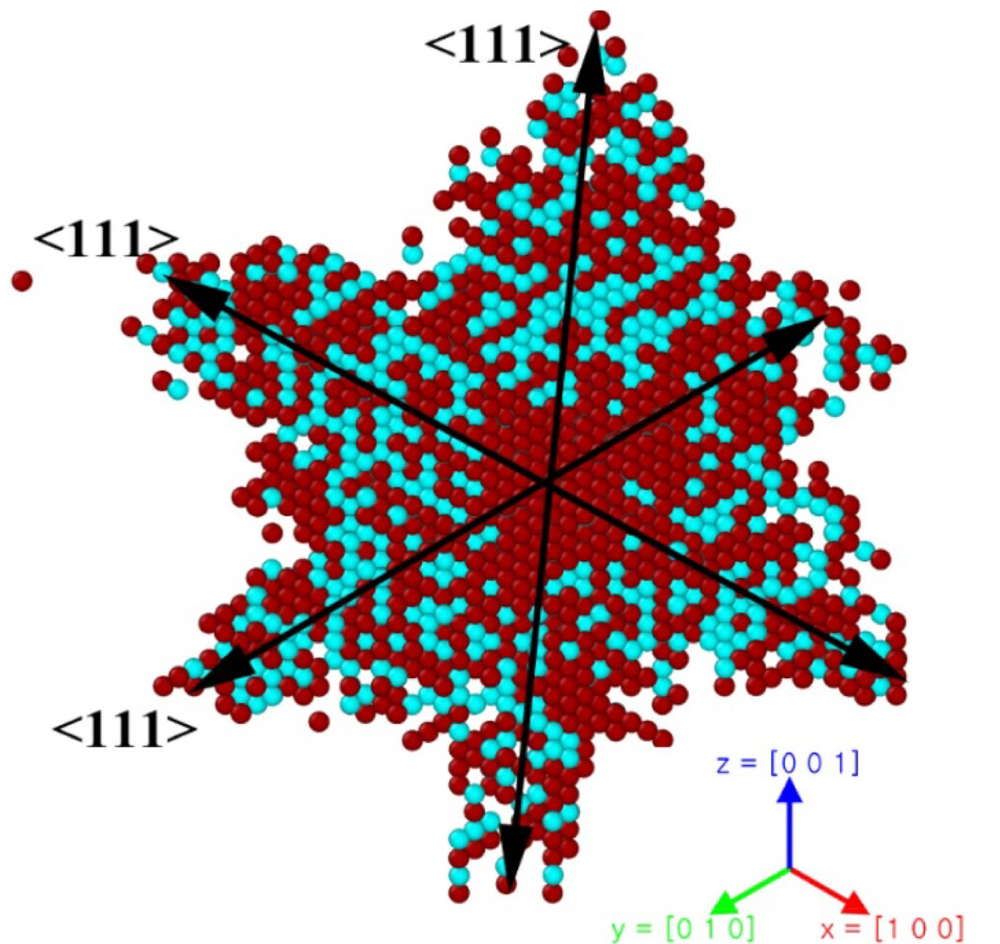 <111>
<111>
<111>
z = [0 0 1]
y = [0 1 0]
x = [1 0 0]